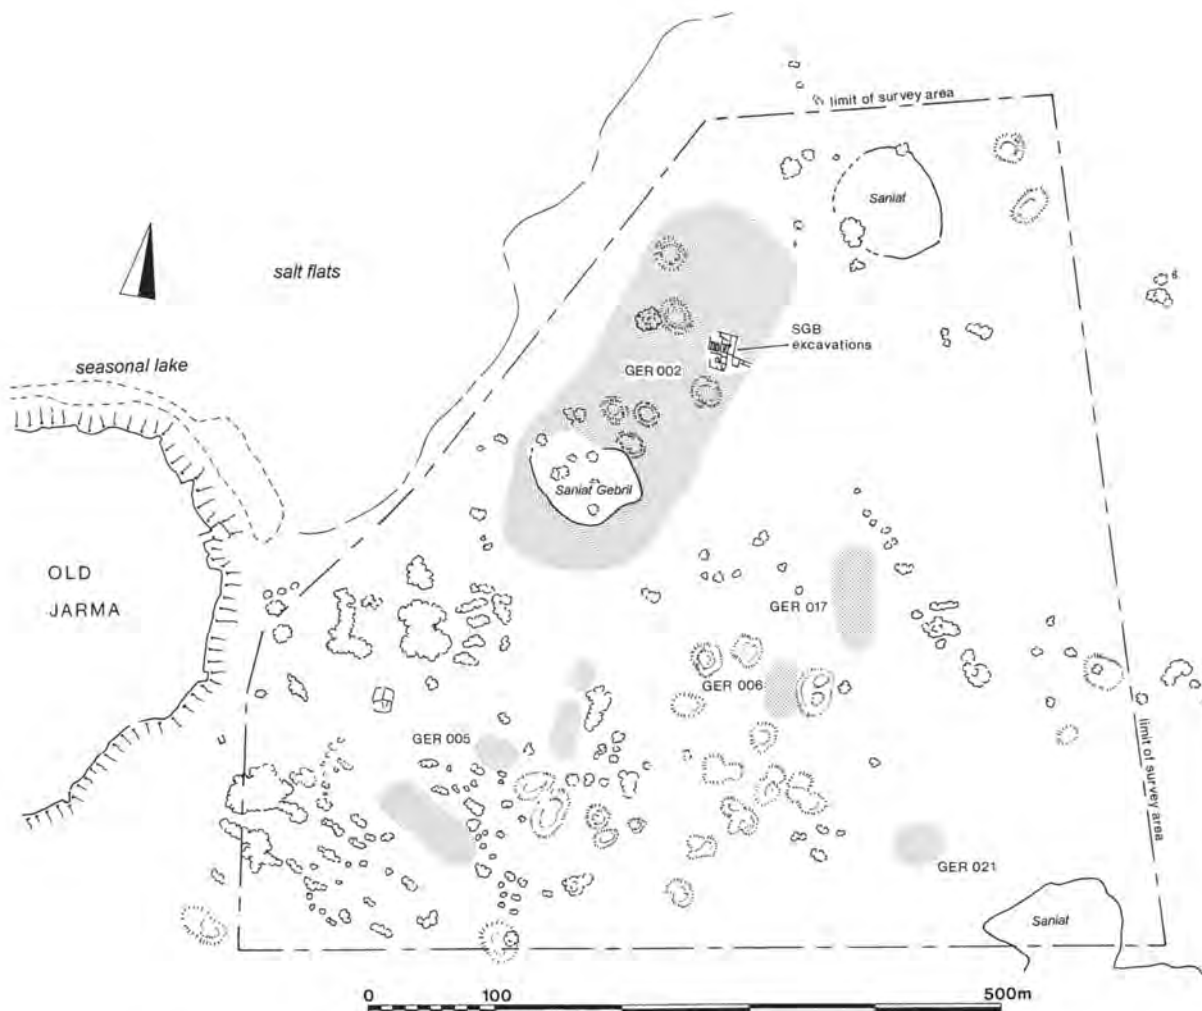 limit of survey area
Saniat
salt flats
SGB
excavations
seasonal lake
GER 002
Saniat Gebril
OLD
JARMA
GER 017
GER 006
GER 005
limit of survey area
GER 021
Saniat
0 100 500m